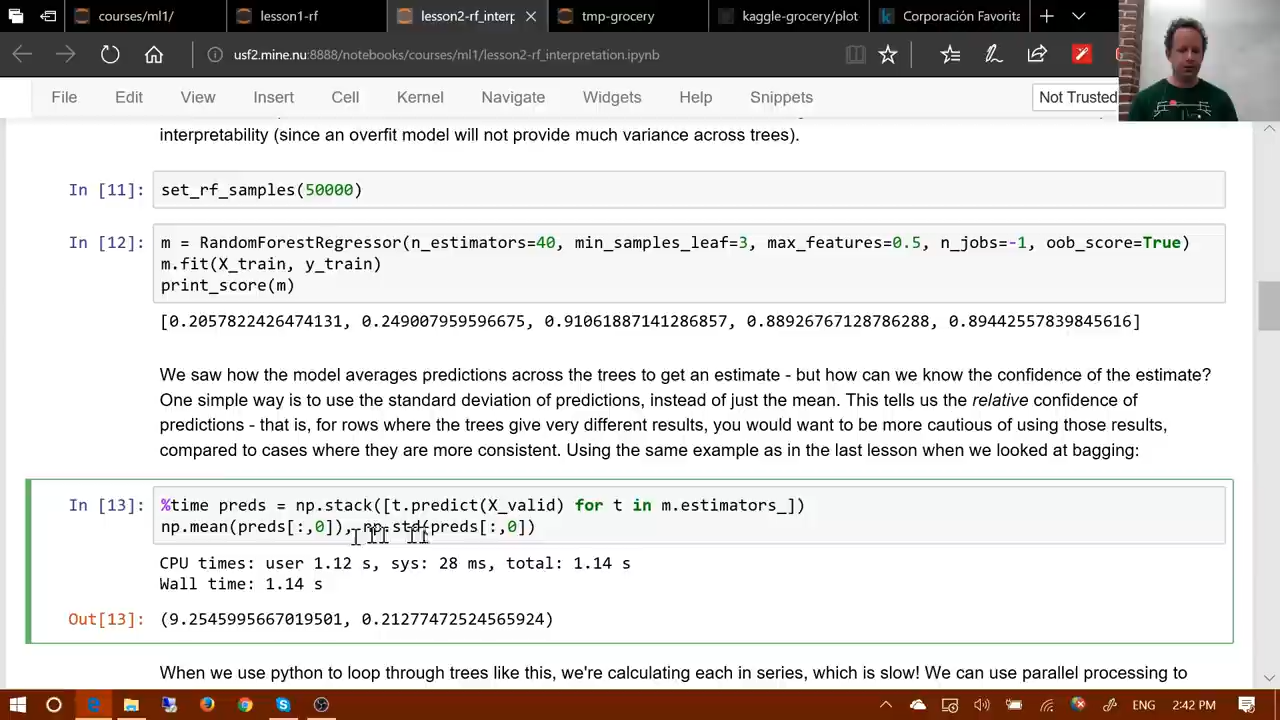 courses/ml1/
lesson1-rf
lesson2-rf_interp
tmp-grocery
kaggle-grocery/plot
Corporación Favorita
usf2.mine.nu:8888/notebooks/courses/ml1/lesson2-rf_interpretation.ipynb
File Edit View Insert Cell Kernel Navigate Widgets Help Snippets Not Trusted
interpretability (since an overfit model will not provide much variance across trees).
In [11]: set_rf_samples(50000)
In [12]: m = RandomForestRegressor(n_estimators=40, min_samples_leaf=3, max_features=0.5, n_jobs=-1, oob_score=True)
m.fit(X_train, y_train)
print_score(m)
[0.2057822426474131, 0.249007959596675, 0.91061887141286857, 0.88926767128786288, 0.89442557839845616]
We saw how the model averages predictions across the trees to get an estimate - but how can we know the confidence of the estimate?
One simple way is to use the standard deviation of predictions, instead of just the mean. This tells us the relative confidence of
predictions - that is, for rows where the trees give very different results, you would want to be more cautious of using those results,
compared to cases where they are more consistent. Using the same example as in the last lesson when we looked at bagging:
In [13]: %time preds = np.stack([t.predict(X_valid) for t in m.estimators_])
np.mean(preds[:,0]), np.std(preds[:,0])
CPU times: user 1.12 s, sys: 28 ms, total: 1.14 s
Wall time: 1.14 s
Out[13]: (9.2545995667019501, 0.21277472524565924)
When we use python to loop through trees like this, we're calculating each in series, which is slow! We can use parallel processing to
ENG 2:42 PM